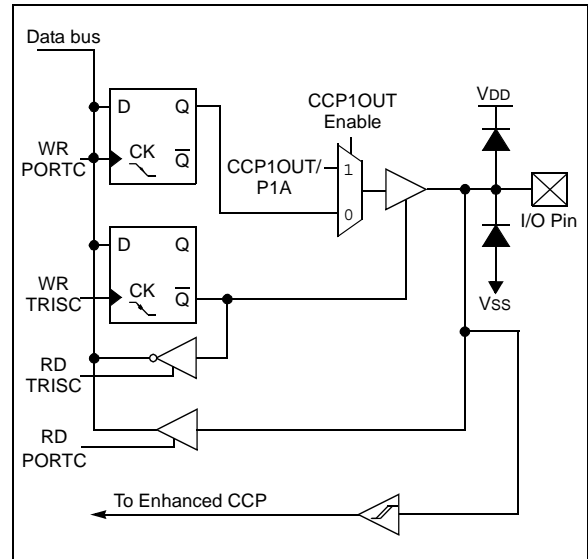 Data bus
D
Q
WR
PORTC
CK
Q
CCP1OUT
Enable
CCP1OUT/
P1A
1
0
VDD
I/O Pin
VSS
D
Q
WR
TRISC
CK
Q
RD
TRISC
RD
PORTC
To Enhanced CCP